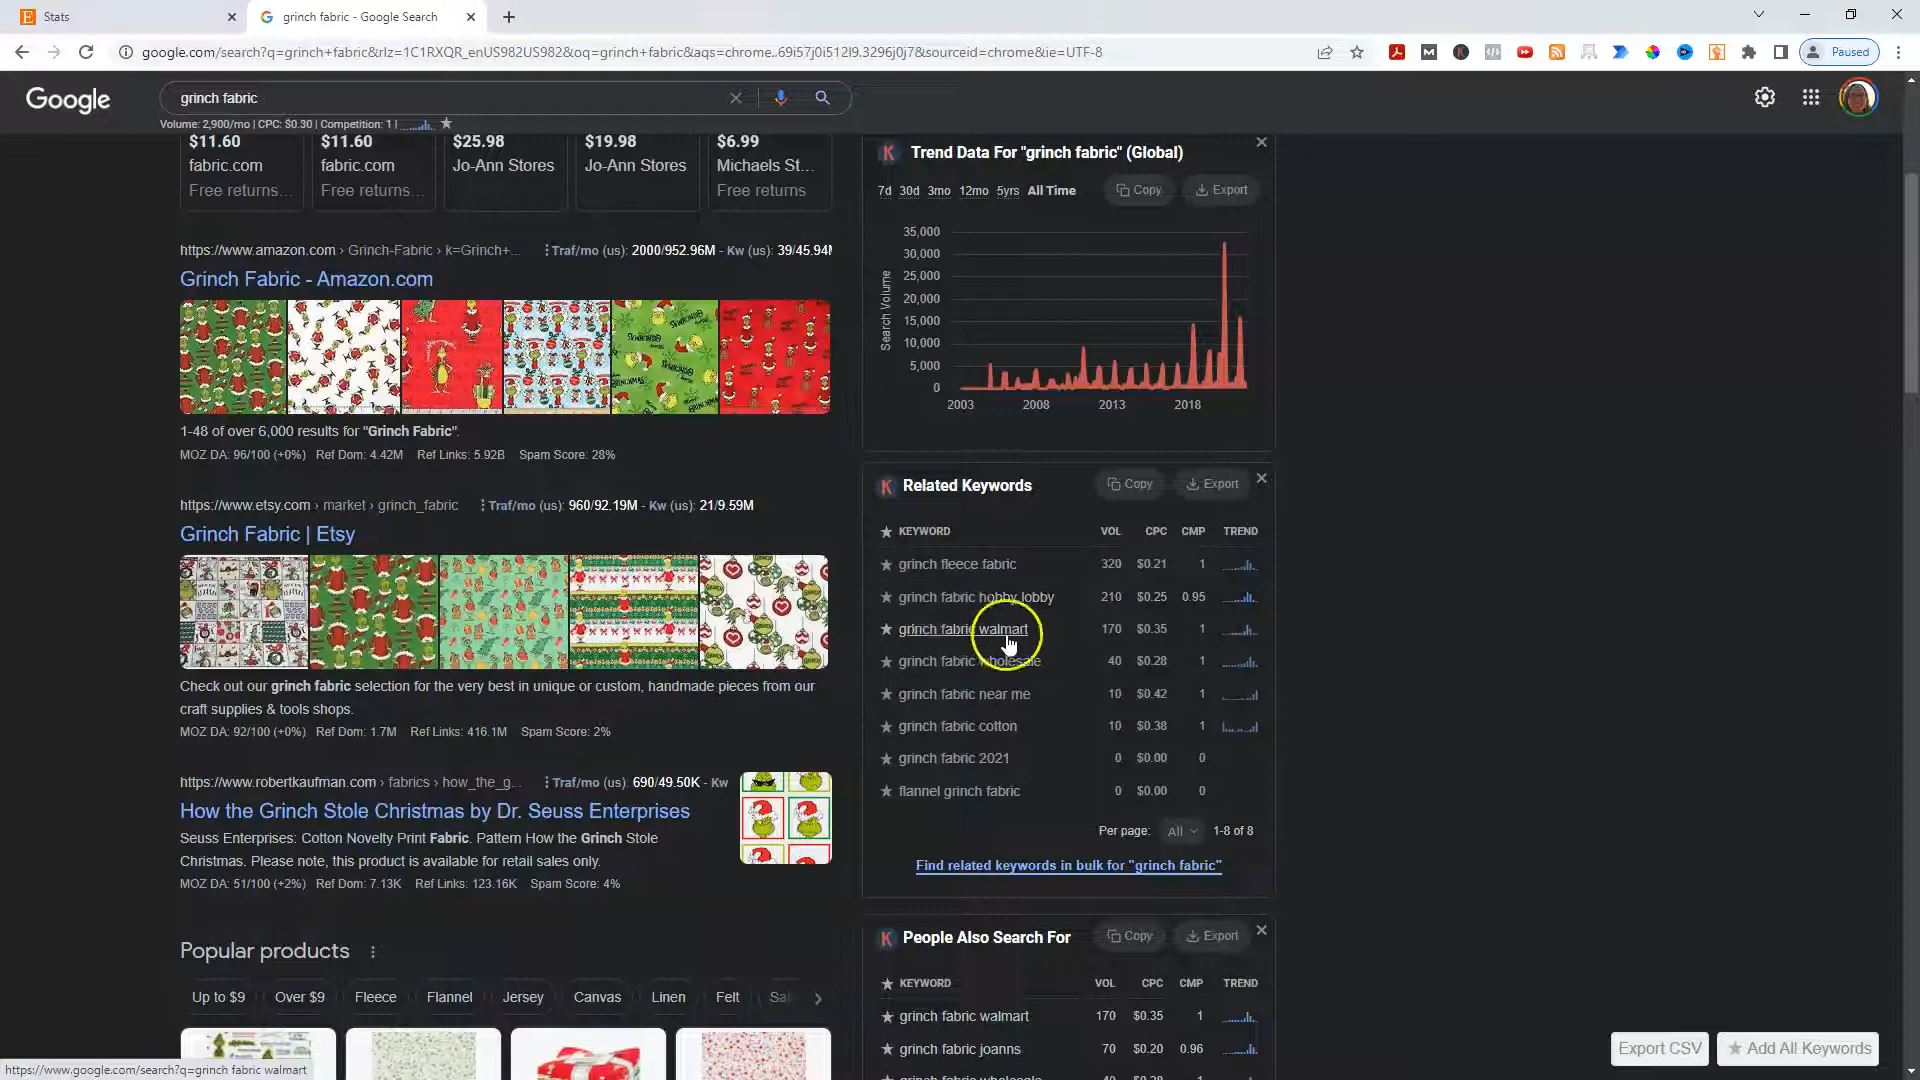 Stats
grinch fabric - Google Search
google.com/search?q=grinch+fabric&rlz=1C1RXQR_enUS982US982&oq=grinch+fabric&aqs=chrome..69i57j0i512l9.3296j0j7&sourceid=chrome&ie=UTF-8
Paused
Google
grinch fabric
Volume: 2,900/mo | CPC: $0.30 | Competition: 1 |
$11.60
fabric.com
Free returns...
$11.60
fabric.com
Free returns...
$25.98
Jo-Ann Stores
$19.98
Jo-Ann Stores
$6.99
Michaels St...
Free returns
https://www.amazon.com › Grinch-Fabric › k=Grinch+...
Traf/mo (us): 2000/952.96M - Kw (us): 39/45.94M
Grinch Fabric - Amazon.com
1-48 of over 6,000 results for "Grinch Fabric".
MOZ DA: 96/100 (+0%) Ref Dom: 4.42M Ref Links: 5.92B Spam Score: 28%
https://www.etsy.com › market › grinch_fabric
Traf/mo (us): 960/92.19M - Kw (us): 21/9.59M
Grinch Fabric | Etsy
Check out our grinch fabric selection for the very best in unique or custom, handmade pieces from our
craft supplies & tools shops.
MOZ DA: 92/100 (+0%) Ref Dom: 1.7M Ref Links: 416.1M Spam Score: 2%
https://www.robertkaufman.com › fabrics › how_the_g...
Traf/mo (us): 690/49.50K - Kw
How the Grinch Stole Christmas by Dr. Seuss Enterprises
Seuss Enterprises: Cotton Novelty Print Fabric. Pattern How the Grinch Stole
Christmas. Please note, this product is available for retail sales only.
MOZ DA: 51/100 (+2%) Ref Dom: 7.13K Ref Links: 123.16K Spam Score: 4%
Popular products
Up to $9 Over $9 Fleece Flannel Jersey Canvas Linen Felt Sat
https://www.google.com/search?q=grinch fabric walmart
Trend Data For "grinch fabric" (Global)
7d 30d 3mo 12mo 5yrs All Time
Copy Export
Search Volume
35,000
30,000
25,000
20,000
15,000
10,000
5,000
0
2003 2008 2013 2018
Related Keywords
Copy Export
KEYWORD VOL CPC CMP TREND
grinch fleece fabric 320 $0.21 1
grinch fabric hobby lobby 210 $0.25 0.95
grinch fabric walmart 170 $0.35 1
grinch fabric wholesale 40 $0.28 1
grinch fabric near me 10 $0.42 1
grinch fabric cotton 10 $0.38 1
grinch fabric 2021 0 $0.00 0
flannel grinch fabric 0 $0.00 0
Per page: All 1-8 of 8
Find related keywords in bulk for "grinch fabric"
People Also Search For
Copy Export
KEYWORD VOL CPC CMP TREND
grinch fabric walmart 170 $0.35 1
grinch fabric joanns 70 $0.20 0.96
Export CSV
Add All Keywords